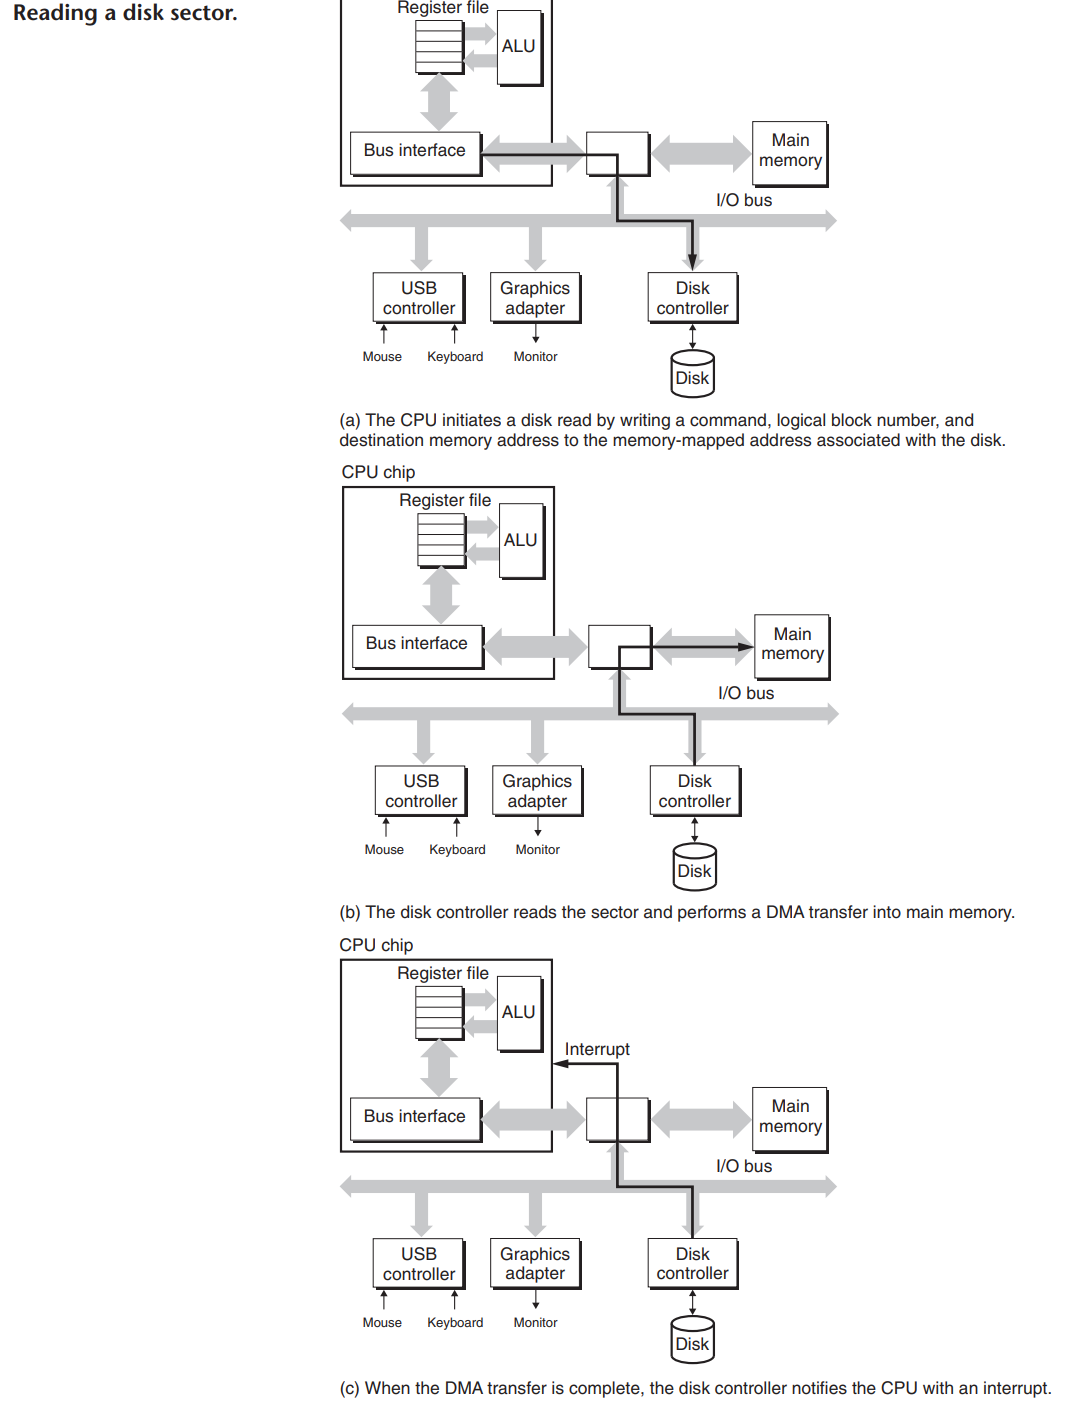 Reading a disk sector.
Register file
ALU
Bus interface
Main
memory
I/O bus
USB
controller
Graphics
adapter
Disk
controller
Mouse
Keyboard
Monitor
Disk
(a) The CPU initiates a disk read by writing a command, logical block number, and
destination memory address to the memory-mapped address associated with the disk.
CPU chip
Register file
ALU
Bus interface
Main
memory
I/O bus
USB
controller
Graphics
adapter
Disk
controller
Mouse
Keyboard
Monitor
Disk
(b) The disk controller reads the sector and performs a DMA transfer into main memory.
CPU chip
Register file
ALU
Interrupt
Bus interface
Main
memory
I/O bus
USB
controller
Graphics
adapter
Disk
controller
Mouse
Keyboard
Monitor
Disk
(c) When the DMA transfer is complete, the disk controller notifies the CPU with an interrupt.